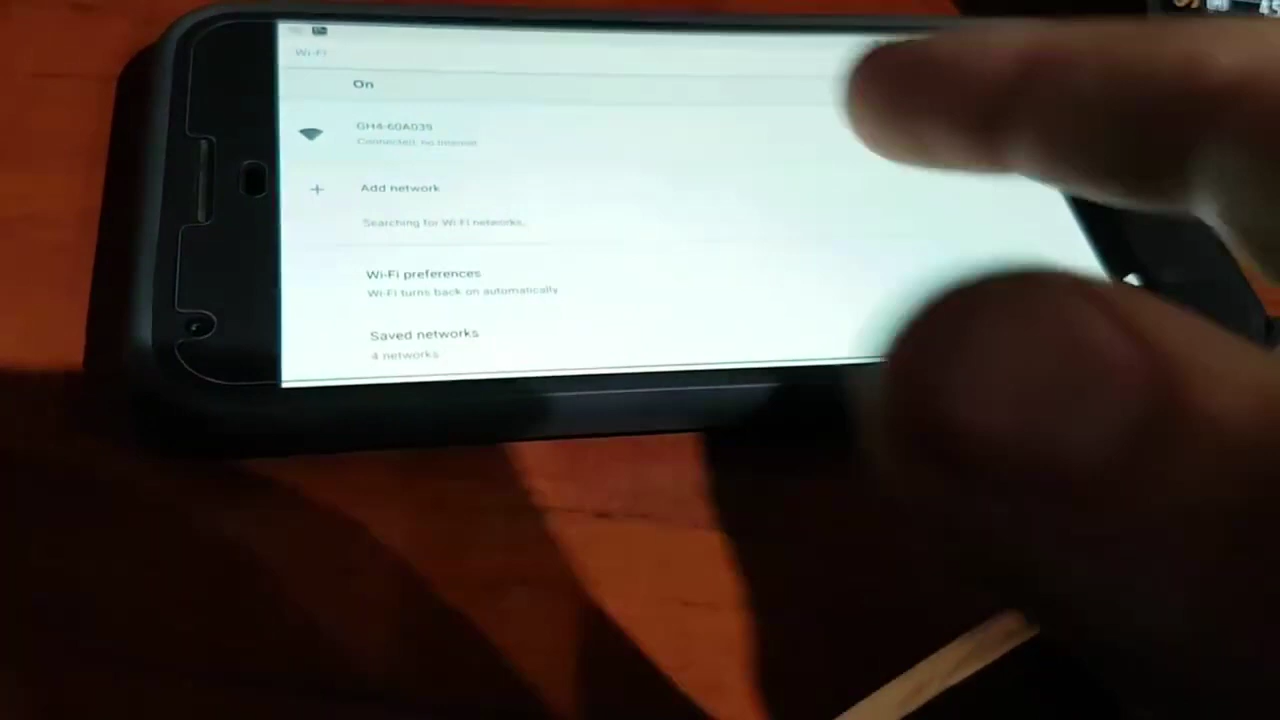 Wi-Fi
On
GH4-60A039
Connected, no Internet
Add network
Searching for Wi-Fi networks.
Wi-Fi preferences
Wi-Fi turns back on automatically
Saved networks
4 networks